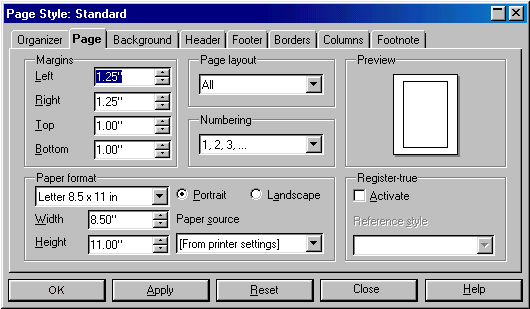 Page Style: Standard
Organizer Page Background Header Footer Borders Columns Footnote
Margins
Left 1.25"
Right 1.25"
Top 1.00"
Bottom 1.00"
Page layout
All
Numbering
1, 2, 3, ...
Preview
Paper format
Letter 8.5 x 11 in
Portrait Landscape
Width 8.50"
Height 11.00"
Paper source
[From printer settings]
Register-true
Activate
Reference style
OK Apply Reset Close Help